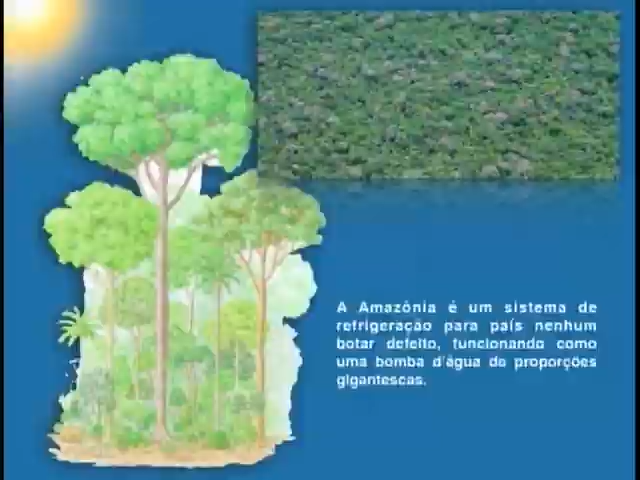 A Amazônia é um sistema de
refrigeração para país nenhum
botar defeito, funcionando como
uma bomba d'água de proporções
gigantescas.